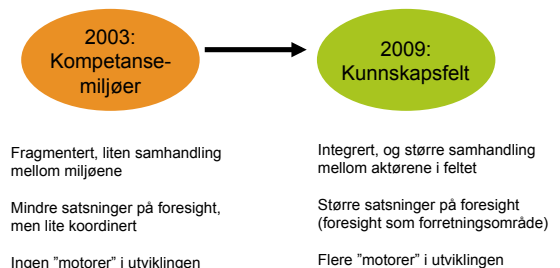 2003:
Kompetanse-
miljøer
2009:
Kunnskapsfelt
Fragmentert, liten samhandling
mellom miljøene
Mindre satsninger på foresight,
men lite koordinert
Ingen ”motorer” i utviklingen
Integrert, og større samhandling
mellom aktørene i feltet
Større satsninger på foresight
(foresight som forretningsområde)
Flere ”motorer” i utviklingen